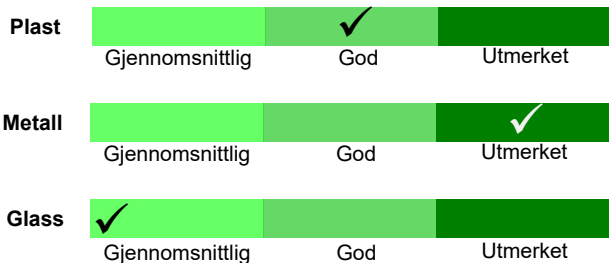 Plast
Gjennomsnittlig God Utmerket
Metall
Gjennomsnittlig God Utmerket
Glass
Gjennomsnittlig God Utmerket